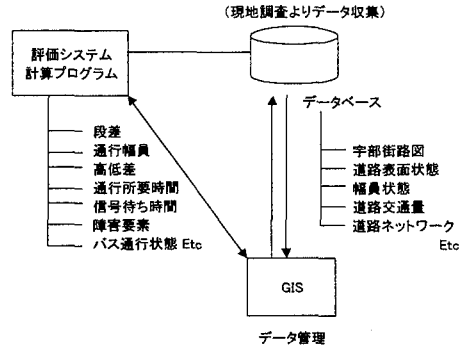 (現地調査よりデータ収集)
評価システム
計算プログラム
段差
通行幅員
高低差
通行所要時間
信号待ち時間
障害要素
バス通行状態 Etc
データベース
宇部街路図
道路表面状態
幅員状態
道路交通量
道路ネットワーク
Etc
GIS
データ管理